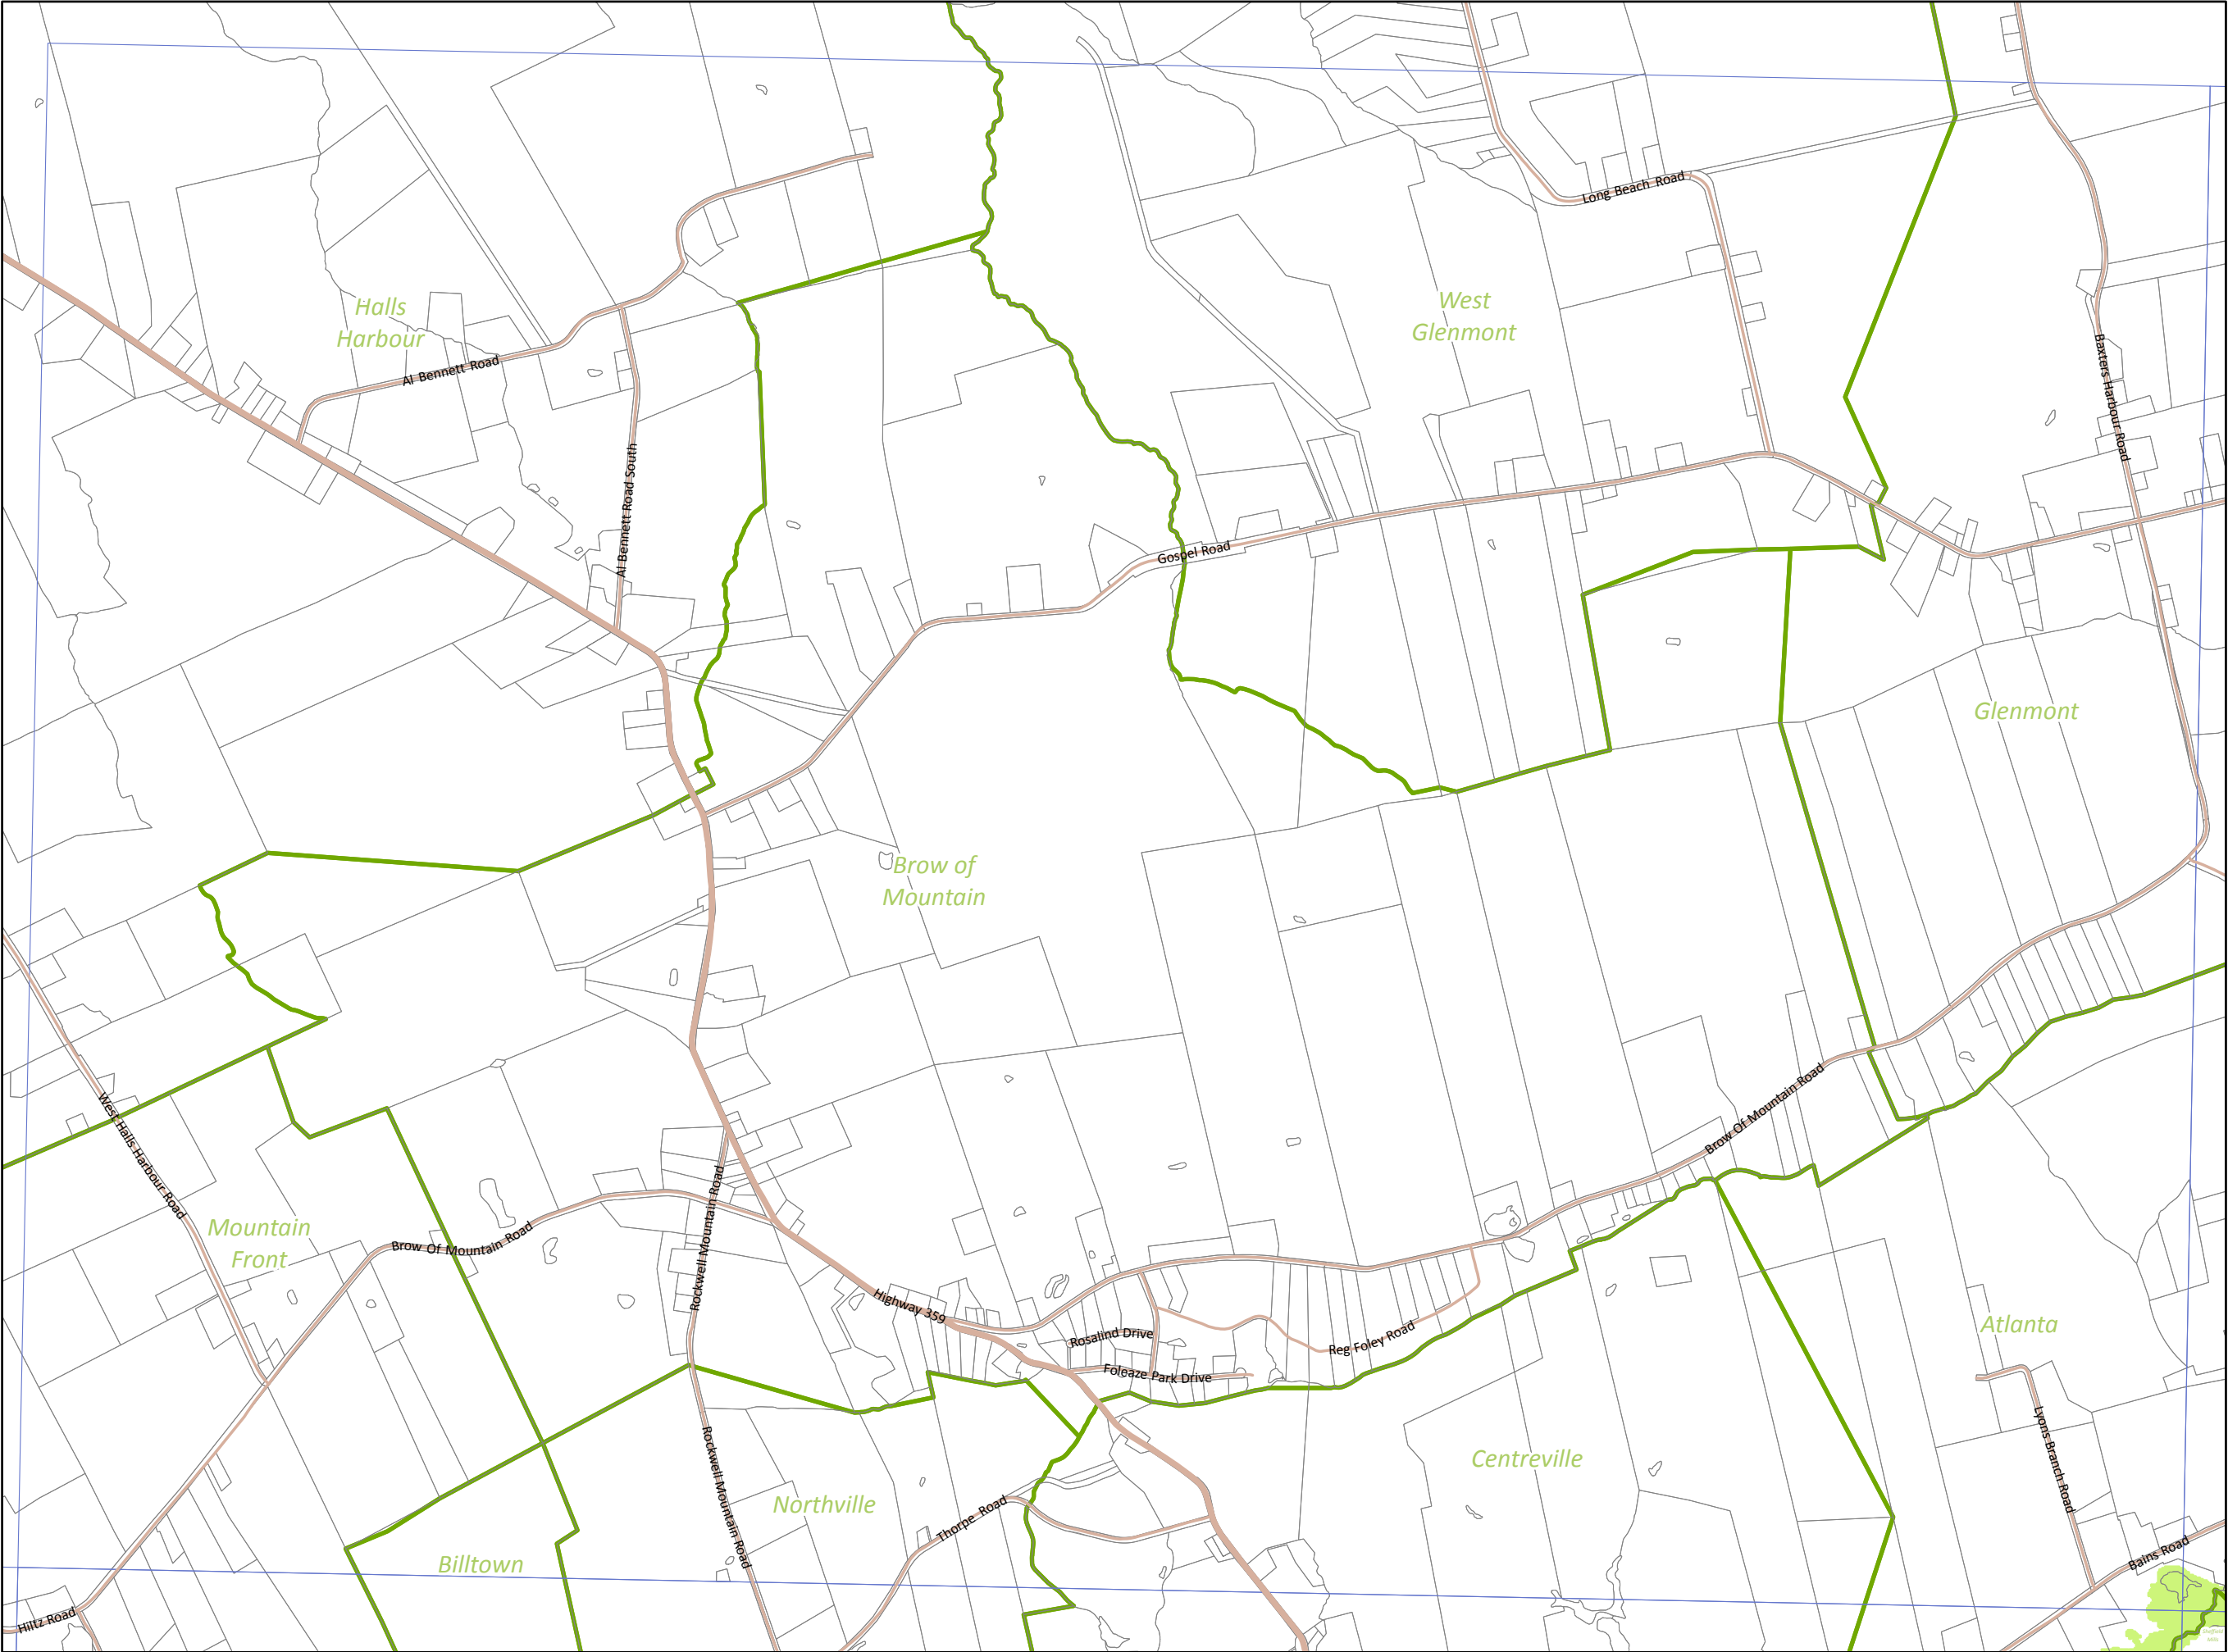 Long Beach Road
Halls
Harbour
West
Glenmont
Al Bennett Road
Baxters Harbour Road
Al Bennett Road South
Gospel Road
Glenmont
Brow of
Mountain
West Halls Harbour Road
Brow Of Mountain Road
Mountain
Front
Brow Of Mountain Road
Rockwell Mountain Road
Highway 359
Rosalind Drive
Reg Foley Road
Atlanta
Foleaze Park Drive
Lyons Branch Road
Centreville
Rockwell Mountain Road
Northville
Thorpe Road
Billtown
Bains Road
Hiltz Road